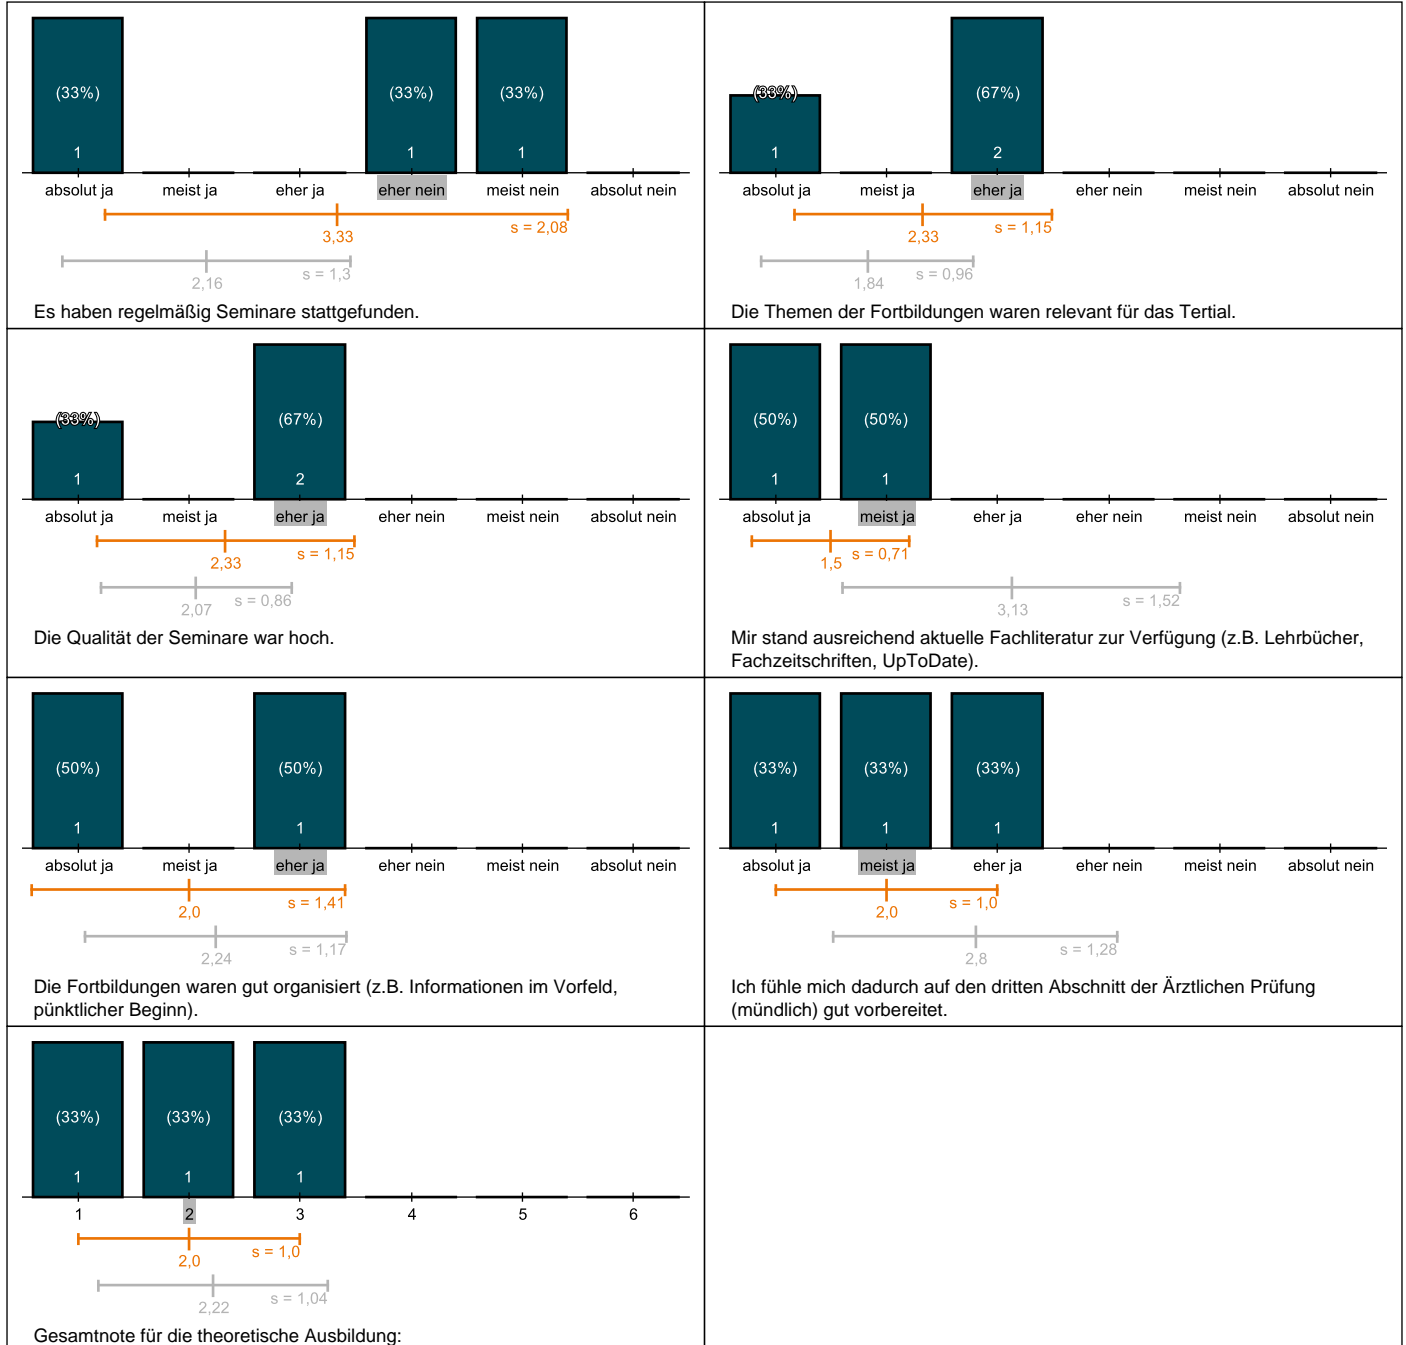 (33%) (33%) (33%)
1 1 1
absolut ja meist ja eher ja eher nein meist nein absolut nein
s = 2,08
3,33
s = 1,3
2,16
Es haben regelmäßig Seminare stattgefunden.
(33%) (67%)
1 2
absolut ja meist ja eher ja eher nein meist nein absolut nein
s = 1,15
2,33
s = 0,96
1,84
Die Themen der Fortbildungen waren relevant für das Tertial.
(33%) (67%)
1 2
absolut ja meist ja eher ja eher nein meist nein absolut nein
s = 1,15
2,33
s = 0,86
2,07
Die Qualität der Seminare war hoch.
(50%) (50%)
1 1
absolut ja meist ja eher ja eher nein meist nein absolut nein
s = 0,71
1,5
s = 1,52
3,13
Mir stand ausreichend aktuelle Fachliteratur zur Verfügung (z.B. Lehrbücher,
Fachzeitschriften, UpToDate).
(50%) (50%)
1 1
absolut ja meist ja eher ja eher nein meist nein absolut nein
s = 1,41
2,0
s = 1,17
2,24
Die Fortbildungen waren gut organisiert (z.B. Informationen im Vorfeld,
pünktlicher Beginn).
(33%) (33%) (33%)
1 1 1
absolut ja meist ja eher ja eher nein meist nein absolut nein
s = 1,0
2,0
s = 1,28
2,8
Ich fühle mich dadurch auf den dritten Abschnitt der Ärztlichen Prüfung
(mündlich) gut vorbereitet.
(33%) (33%) (33%)
1 1 1
1 2 3 4 5 6
s = 1,0
2,0
s = 1,04
2,22
Gesamtnote für die theoretische Ausbildung: